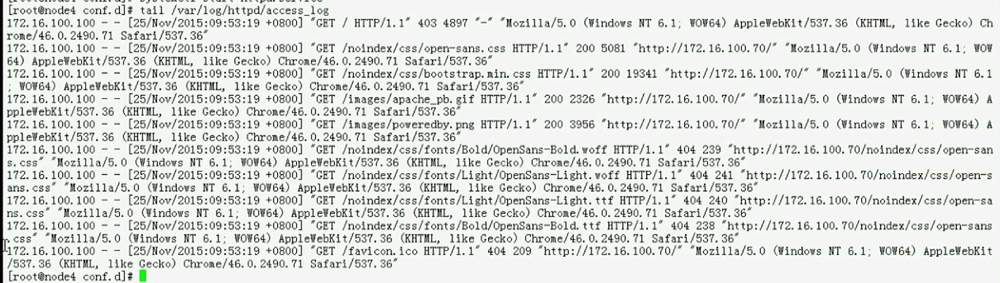 [root@node4 conf.d]# tail /var/log/httpd/access_log
172.16.100.100 - - [25/Nov/2015:09:53:19 +0800] "GET / HTTP/1.1" 403 4897 "-" "Mozilla/5.0 (Windows NT 6.1; WOW64) AppleWebKit/537.36 (KHTML, like Gecko) Ch
rome/46.0.2490.71 Safari/537.36"
172.16.100.100 - - [25/Nov/2015:09:53:19 +0800] "GET /noindex/css/open-sans.css HTTP/1.1" 200 5081 "http://172.16.100.70/" "Mozilla/5.0 (Windows NT 6.1; WOW
64) AppleWebKit/537.36 (KHTML, like Gecko) Chrome/46.0.2490.71 Safari/537.36"
172.16.100.100 - - [25/Nov/2015:09:53:19 +0800] "GET /noindex/css/bootstrap.min.css HTTP/1.1" 200 19341 "http://172.16.100.70/" "Mozilla/5.0 (Windows NT 6.1
; WOW64) AppleWebKit/537.36 (KHTML, like Gecko) Chrome/46.0.2490.71 Safari/537.36"
172.16.100.100 - - [25/Nov/2015:09:53:19 +0800] "GET /images/apache_pb.gif HTTP/1.1" 200 2326 "http://172.16.100.70/" "Mozilla/5.0 (Windows NT 6.1; WOW64) A
ppleWebKit/537.36 (KHTML, like Gecko) Chrome/46.0.2490.71 Safari/537.36"
172.16.100.100 - - [25/Nov/2015:09:53:19 +0800] "GET /images/poweredby.png HTTP/1.1" 200 3956 "http://172.16.100.70/" "Mozilla/5.0 (Windows NT 6.1; WOW64) A
ppleWebKit/537.36 (KHTML, like Gecko) Chrome/46.0.2490.71 Safari/537.36"
172.16.100.100 - - [25/Nov/2015:09:53:19 +0800] "GET /noindex/css/fonts/Bold/OpenSans-Bold.woff HTTP/1.1" 404 239 "http://172.16.100.70/noindex/css/open-san
s.css" "Mozilla/5.0 (Windows NT 6.1; WOW64) AppleWebKit/537.36 (KHTML, like Gecko) Chrome/46.0.2490.71 Safari/537.36"
172.16.100.100 - - [25/Nov/2015:09:53:19 +0800] "GET /noindex/css/fonts/Light/OpenSans-Light.woff HTTP/1.1" 404 241 "http://172.16.100.70/noindex/css/open-s
ans.css" "Mozilla/5.0 (Windows NT 6.1; WOW64) AppleWebKit/537.36 (KHTML, like Gecko) Chrome/46.0.2490.71 Safari/537.36"
172.16.100.100 - - [25/Nov/2015:09:53:19 +0800] "GET /noindex/css/fonts/Light/OpenSans-Light.ttf HTTP/1.1" 404 240 "http://172.16.100.70/noindex/css/open-sa
ns.css" "Mozilla/5.0 (Windows NT 6.1; WOW64) AppleWebKit/537.36 (KHTML, like Gecko) Chrome/46.0.2490.71 Safari/537.36"
172.16.100.100 - - [25/Nov/2015:09:53:19 +0800] "GET /noindex/css/fonts/Bold/OpenSans-Bold.ttf HTTP/1.1" 404 238 "http://172.16.100.70/noindex/css/open-sans
.css" "Mozilla/5.0 (Windows NT 6.1; WOW64) AppleWebKit/537.36 (KHTML, like Gecko) Chrome/46.0.2490.71 Safari/537.36"
172.16.100.100 - - [25/Nov/2015:09:53:19 +0800] "GET /favicon.ico HTTP/1.1" 404 209 "http://172.16.100.70/" "Mozilla/5.0 (Windows NT 6.1; WOW64) AppleWebKit
/537.36 (KHTML, like Gecko) Chrome/46.0.2490.71 Safari/537.36"
[root@node4 conf.d]#